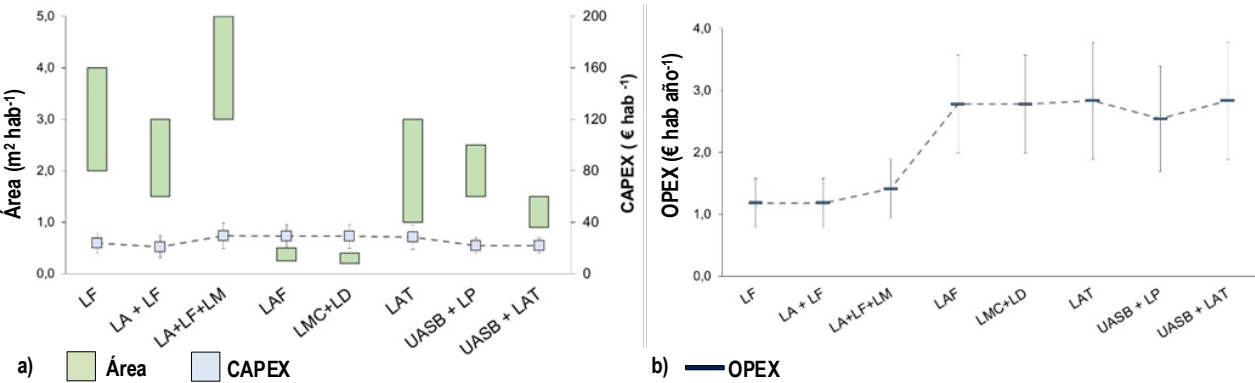 5,0
4,0
3,0
2,0
1,0
0,0
Área (m² hab⁻¹)
200
160
120
80
40
0
CAPEX ( € hab ⁻¹)
LF
LA + LF
LA+LF+LM
LAF
LMC+LD
LAT
UASB + LP
UASB + LAT
a) Área CAPEX
4,0
3,0
2,0
1,0
0,0
OPEX (€ hab año⁻¹)
LF
LA + LF
LA+LF+LM
LAF
LMC+LD
LAT
UASB + LP
UASB + LAT
b) OPEX